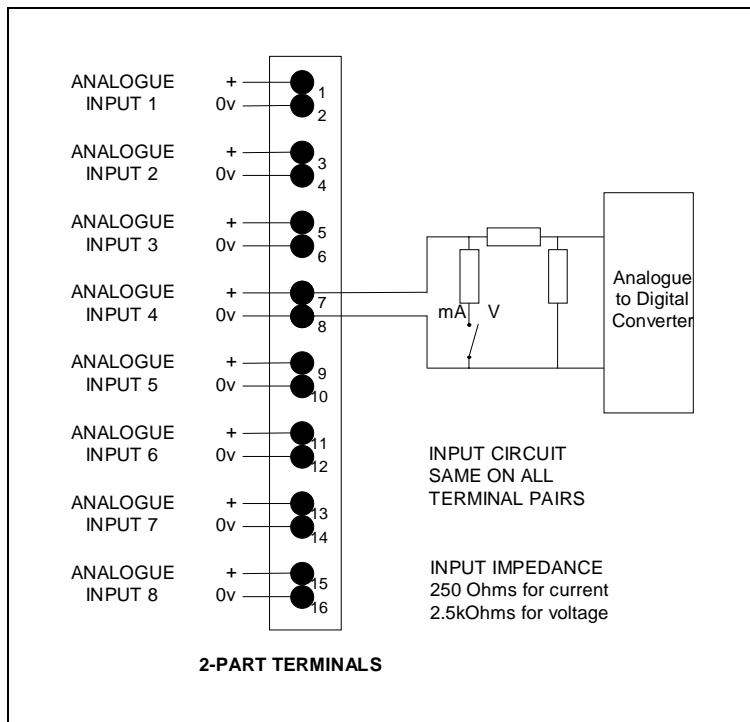 ANALOGUE + 1
INPUT 1 0v 2
ANALOGUE + 3
INPUT 2 0v 4
ANALOGUE + 5
INPUT 3 0v 6
ANALOGUE + 7
INPUT 4 0v 8
ANALOGUE + 9
INPUT 5 0v 10
ANALOGUE + 11
INPUT 6 0v 12
ANALOGUE + 13
INPUT 7 0v 14
ANALOGUE + 15
INPUT 8 0v 16
2-PART TERMINALS
mA V
Analogue
to Digital
Converter
INPUT CIRCUIT
SAME ON ALL
TERMINAL PAIRS
INPUT IMPEDANCE
250 Ohms for current
2.5kOhms for voltage